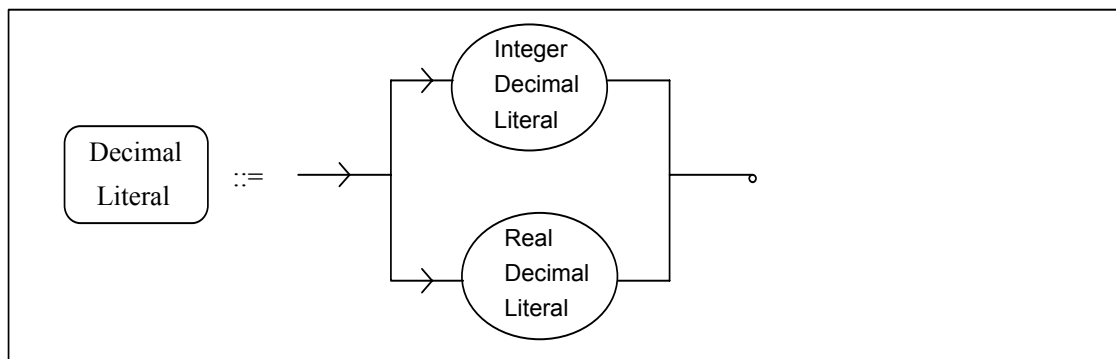 Integer
Decimal
Literal
Decimal
Literal
::=
Real
Decimal
Literal